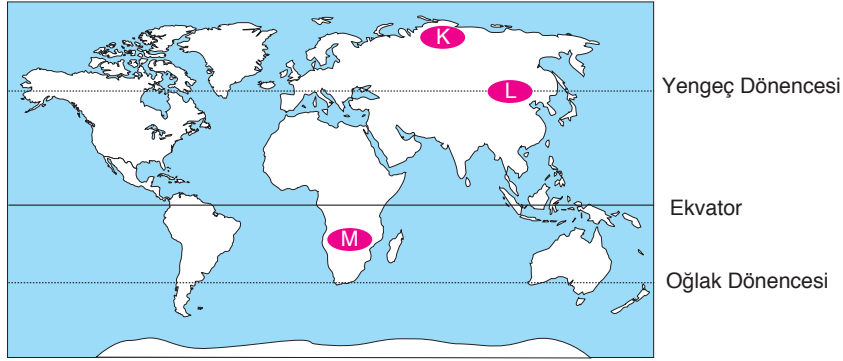 K
L
Yengeç Dönencesi
Ekvator
M
Oğlak Dönencesi